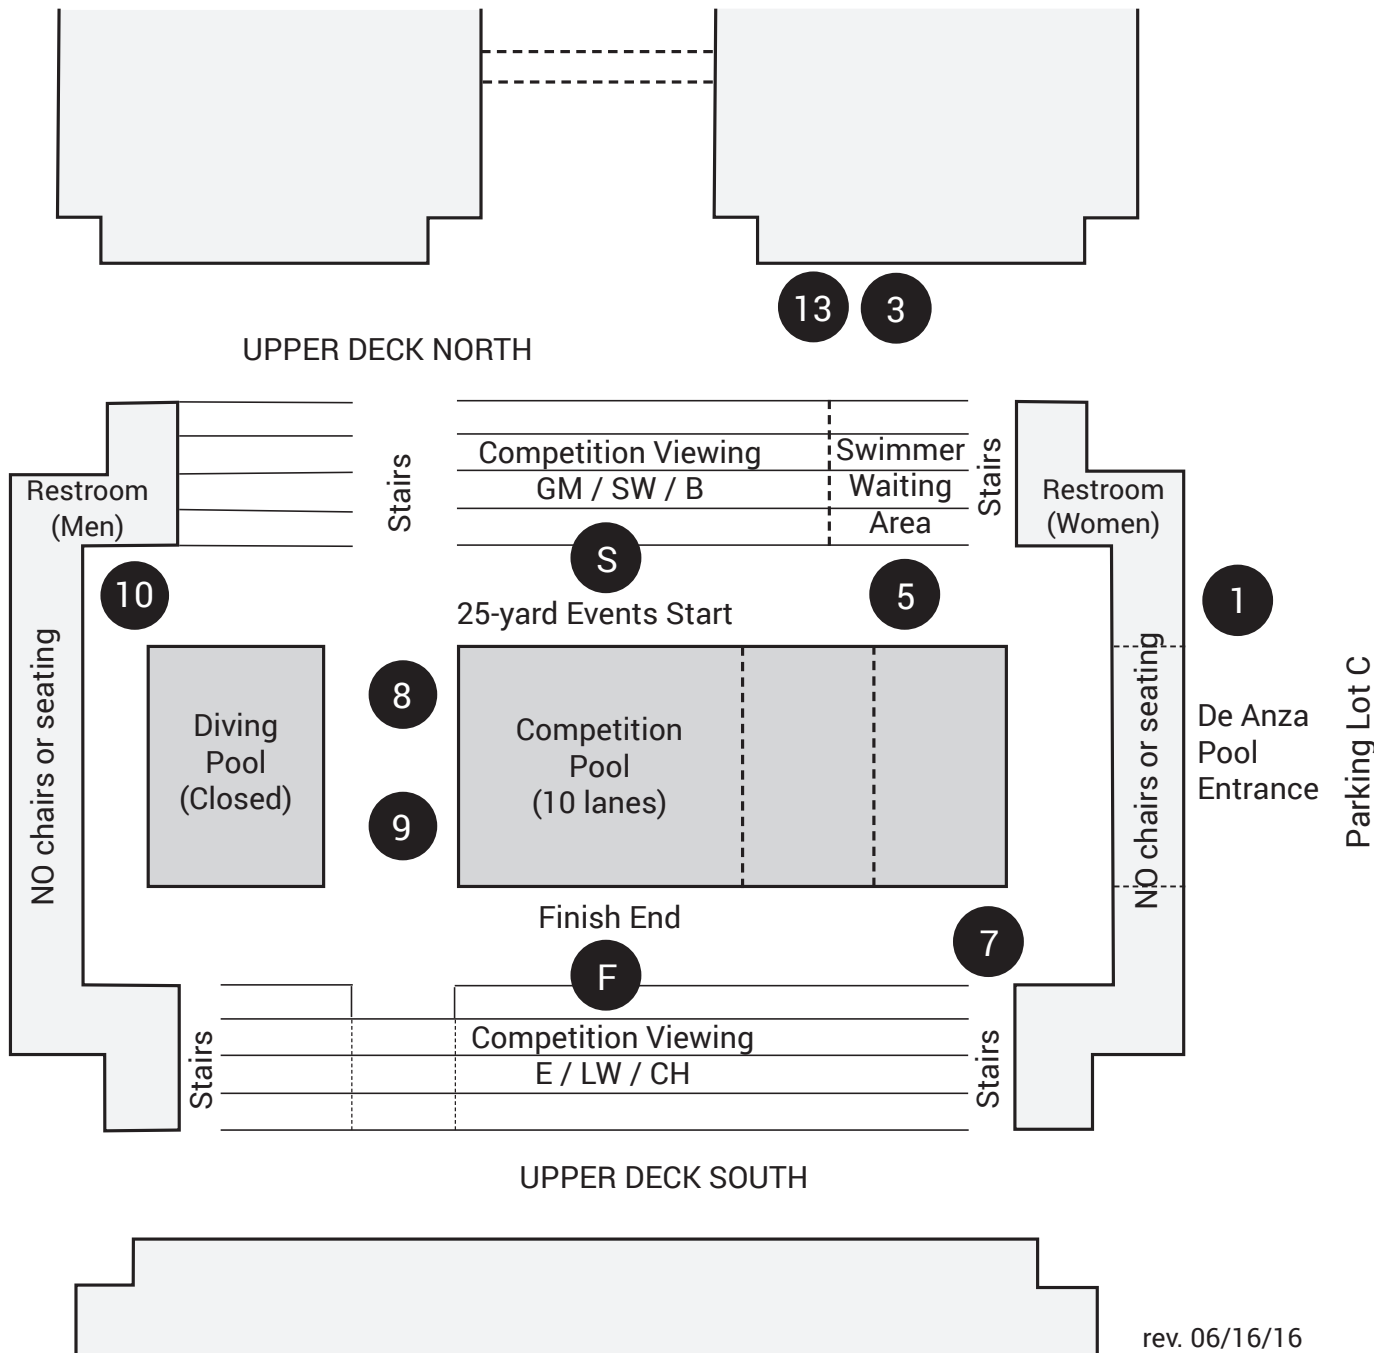 13
3
UPPER DECK NORTH
Stairs
Competition Viewing
GM / SW / B
Swimmer
Waiting
Area
Stairs
Restroom
(Men)
Restroom
(Women)
S
10
5
1
25-yard Events Start
NO chairs or seating
8
Diving
Pool
(Closed)
9
Competition
Pool
(10 lanes)
NO chairs or seating
De Anza
Pool
Entrance
Parking Lot C
Finish End
7
F
Stairs
Competition Viewing
E / LW / CH
Stairs
UPPER DECK SOUTH
rev. 06/16/16